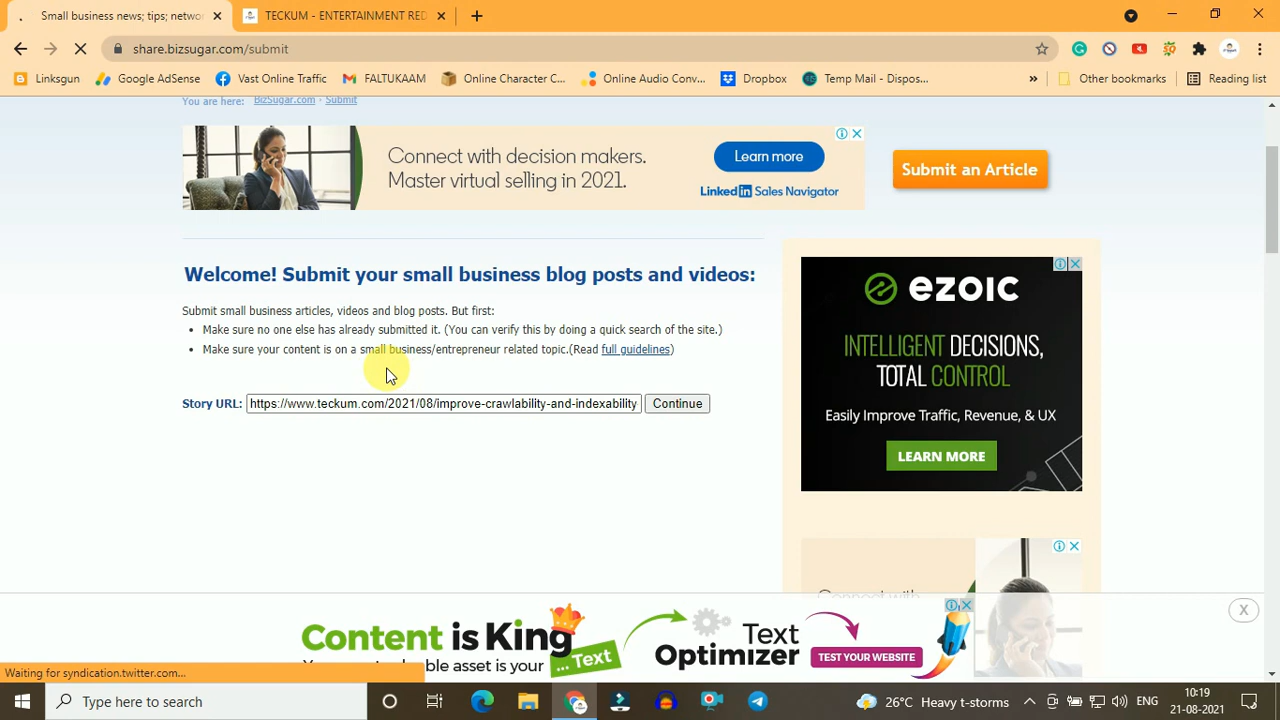 Small business news; tips; netwo
TECKUM - ENTERTAINMENT RED
share.bizsugar.com/submit
Linksgun
Google AdSense
Vast Online Traffic
FALTUKAAM
Online Character C...
Online Audio Conv...
Dropbox
Temp Mail - Dispos...
»
Other bookmarks
Reading list
You are here: BizSugar.com · Submit
Connect with decision makers.
Master virtual selling in 2021.
Learn more
Linked in SALES NAVIGATOR
Submit an Article
Welcome! Submit your small business blog posts and videos:
Submit small business articles, videos and blog posts. But first:
• Make sure no one else has already submitted it. (You can verify this by doing a quick search of the site.)
• Make sure your content is on a small business/entrepreneur related topic.(Read full guidelines)
Story URL: https://www.teckum.com/2021/08/improve-crawlability-and-indexability Continue
ezoic
INTELLIGENT DECISIONS,
TOTAL CONTROL
Easily Improve Traffic, Revenue, & UX
LEARN MORE
Content is King
able asset is your
... Text
Text
Optimizer
TEST YOUR WEBSITE
X
Waiting for syndication.twitter.com...
Type here to search
26°C Heavy t-storms
ENG
10:19
21-08-2021